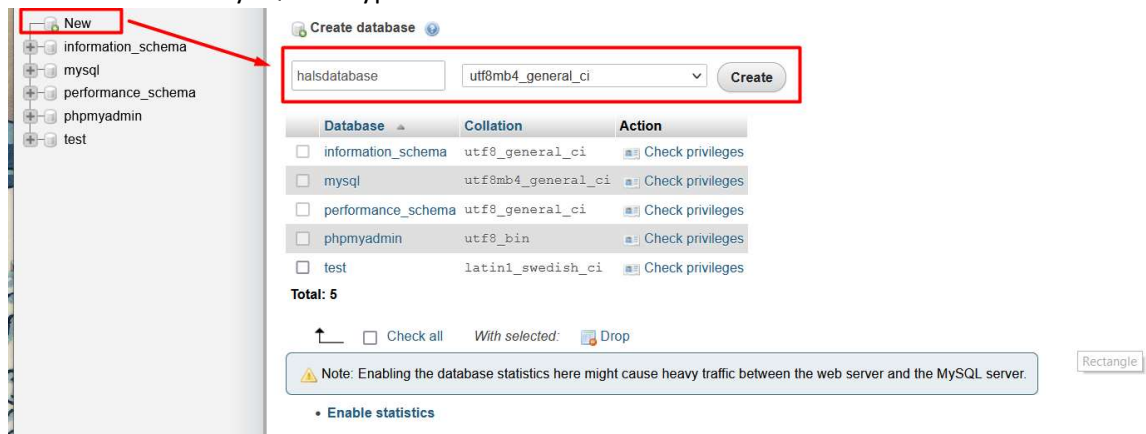 New
information_schema
mysql
performance_schema
phpmyadmin
test
Create database
halsdatabase utf8mb4_general_ci Create
Database Collation Action
information_schema utf8_general_ci Check privileges
mysql utf8mb4_general_ci Check privileges
performance_schema utf8_general_ci Check privileges
phpmyadmin utf8_bin Check privileges
test latin1_swedish_ci Check privileges
Total: 5
Check all With selected: Drop
Note: Enabling the database statistics here might cause heavy traffic between the web server and the MySQL server.
Rectangle
• Enable statistics